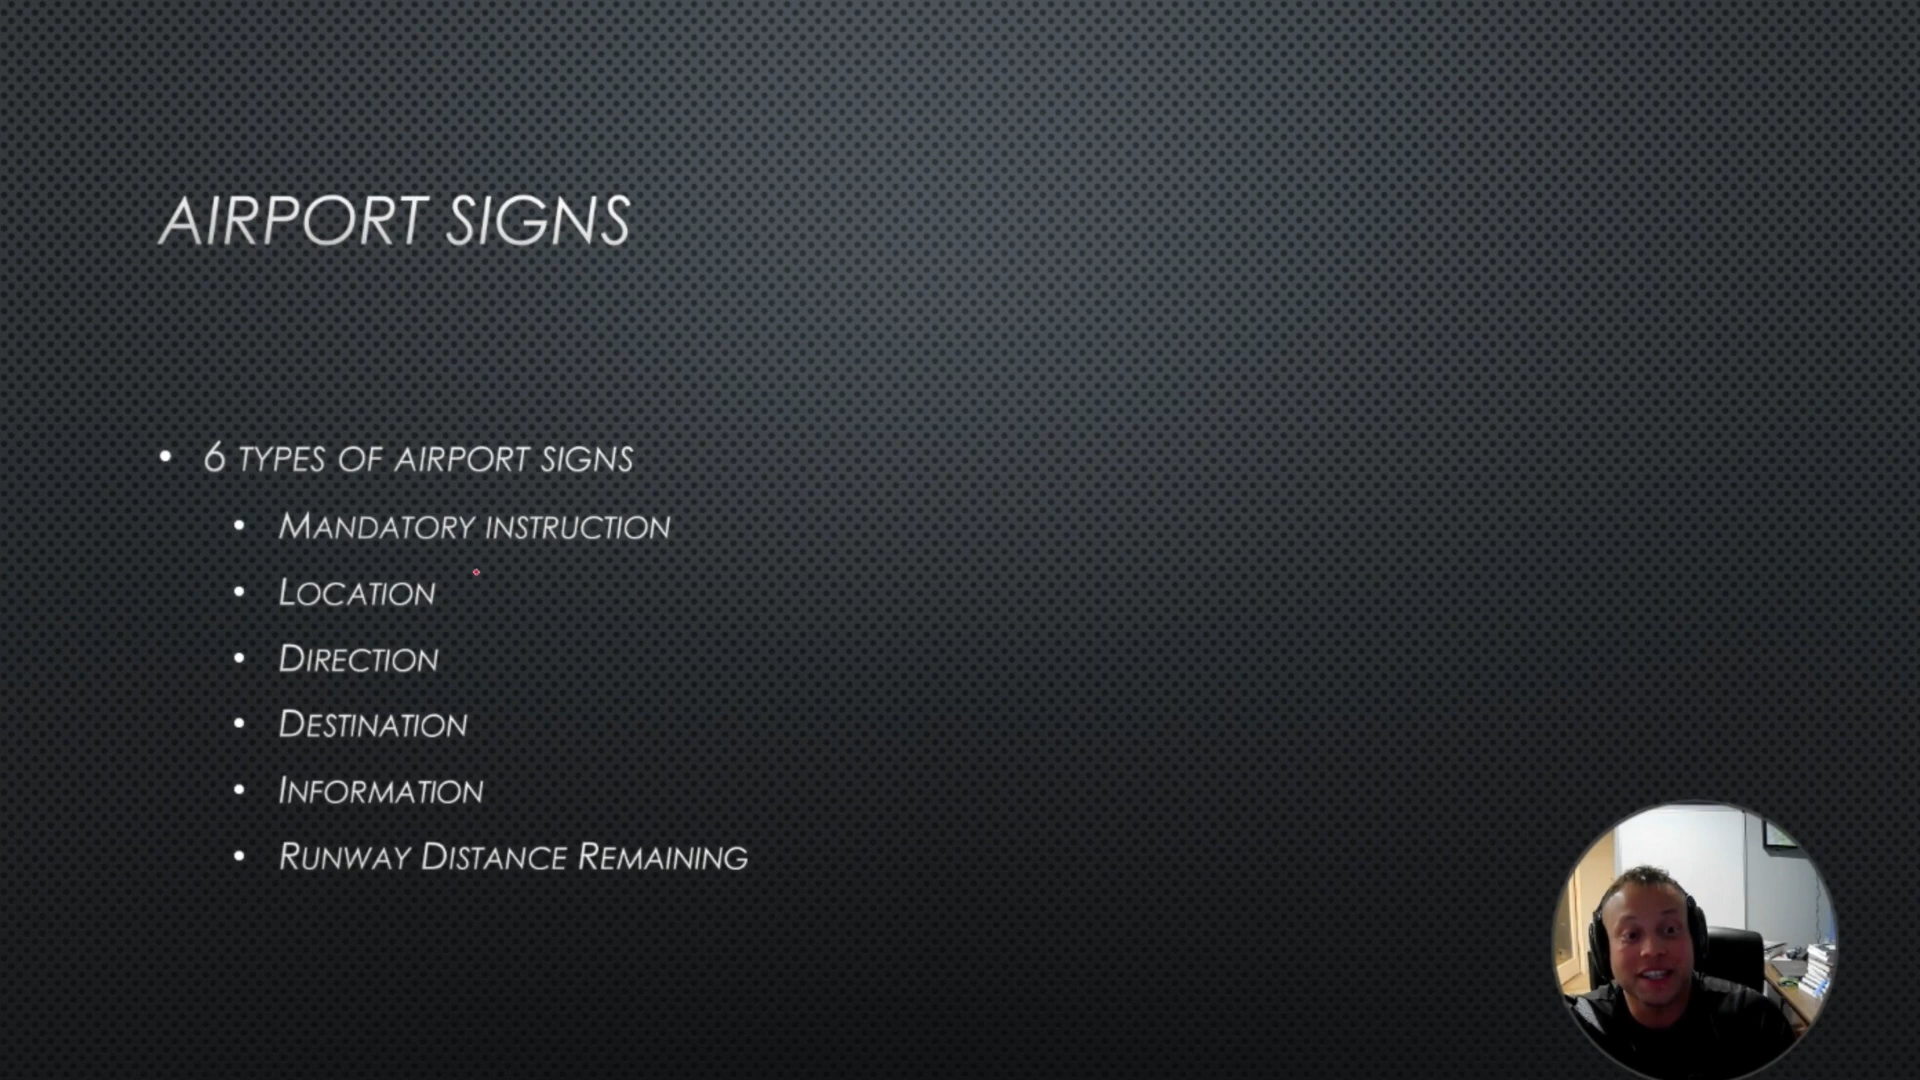 AIRPORT SIGNS
• 6 TYPES OF AIRPORT SIGNS
• MANDATORY INSTRUCTION
• LOCATION
• DIRECTION
• DESTINATION
• INFORMATION
• RUNWAY DISTANCE REMAINING